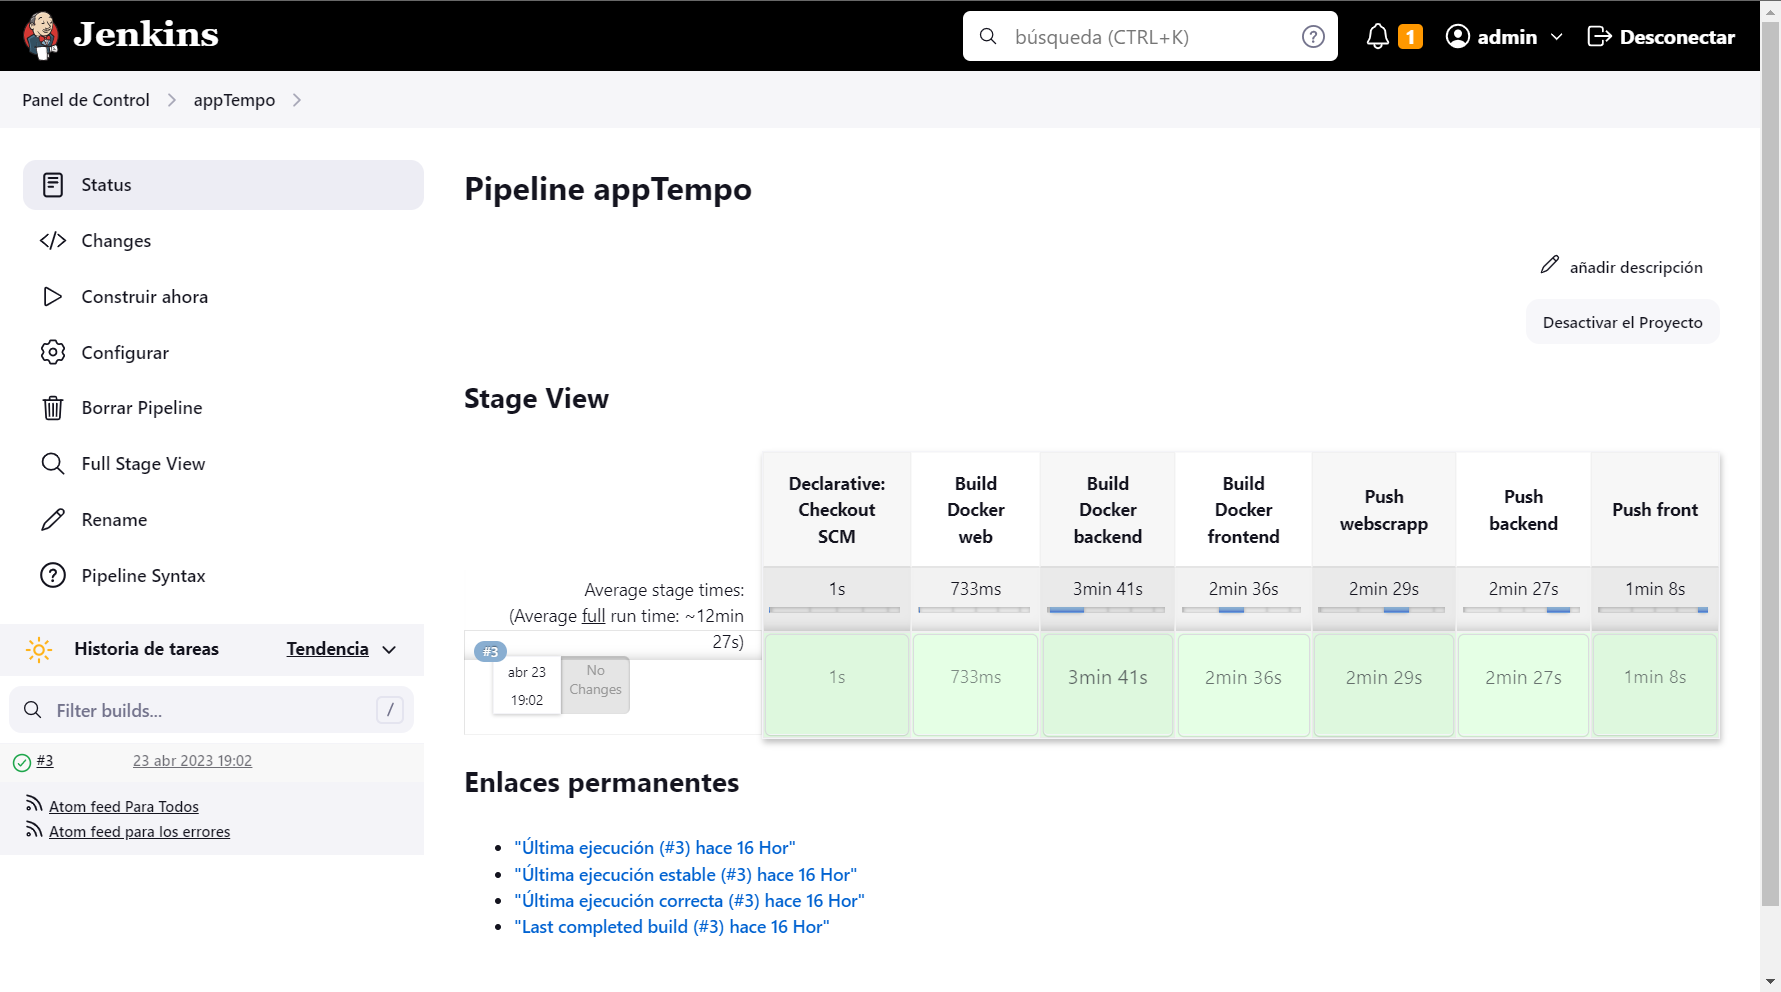 Jenkins
búsqueda (CTRL+K)
1
admin
Desconectar
Panel de Control
appTempo
Status
Changes
Construir ahora
Configurar
Borrar Pipeline
Full Stage View
Rename
Pipeline Syntax
Historia de tareas
Tendencia
Filter builds...
/
#3
23 abr 2023 19:02
Atom feed Para Todos
Atom feed para los errores
Pipeline appTempo
añadir descripción
Desactivar el Proyecto
Stage View
Declarative: Checkout SCM
Build Docker web
Build Docker backend
Build Docker frontend
Push webscrapp
Push backend
Push front
Average stage times:
(Average full run time: ~12min
27s)
1s
733ms
3min 41s
2min 36s
2min 29s
2min 27s
1min 8s
#3
abr 23
19:02
No
Changes
1s
733ms
3min 41s
2min 36s
2min 29s
2min 27s
1min 8s
Enlaces permanentes
"Última ejecución (#3) hace 16 Hor"
"Última ejecución estable (#3) hace 16 Hor"
"Última ejecución correcta (#3) hace 16 Hor"
"Last completed build (#3) hace 16 Hor"